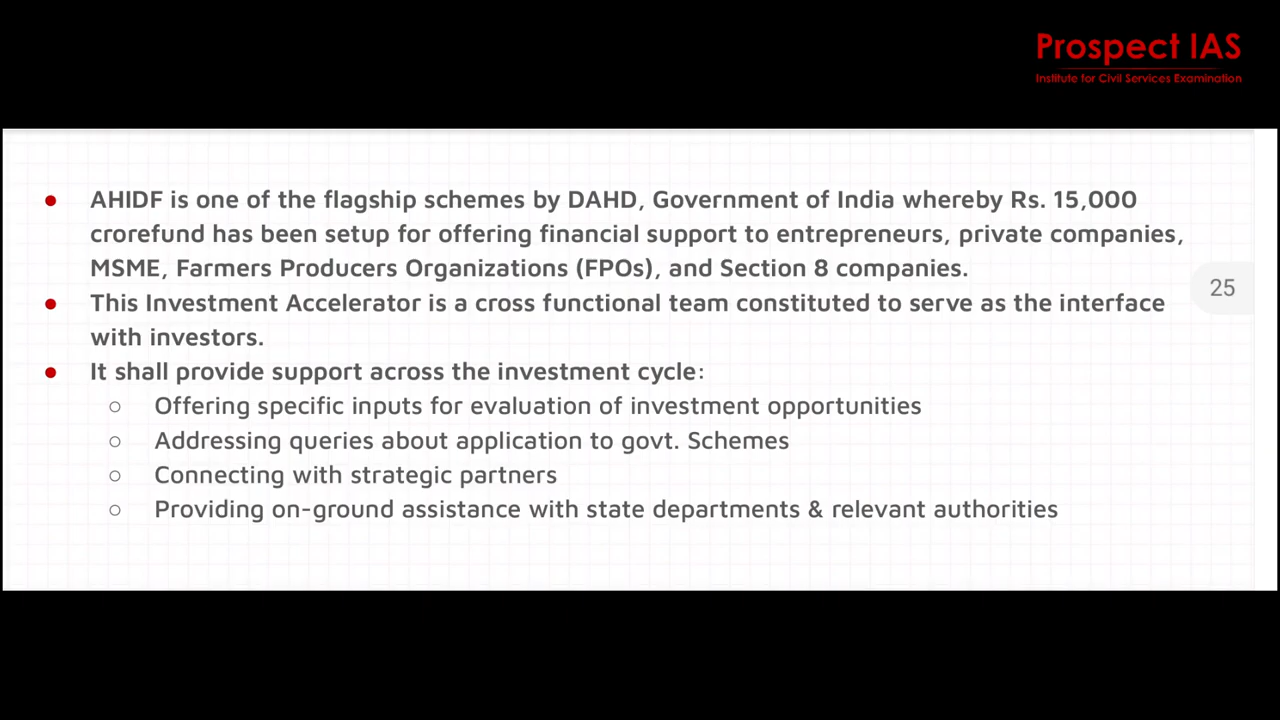 Prospect IAS
Institute for Civil Services Examination
● AHIDF is one of the flagship schemes by DAHD, Government of India whereby Rs. 15,000
crorefund has been setup for offering financial support to entrepreneurs, private companies,
MSME, Farmers Producers Organizations (FPOs), and Section 8 companies.
● This Investment Accelerator is a cross functional team constituted to serve as the interface
25
with investors.
● It shall provide support across the investment cycle:
○ Offering specific inputs for evaluation of investment opportunities
○ Addressing queries about application to govt. Schemes
○ Connecting with strategic partners
○ Providing on-ground assistance with state departments & relevant authorities